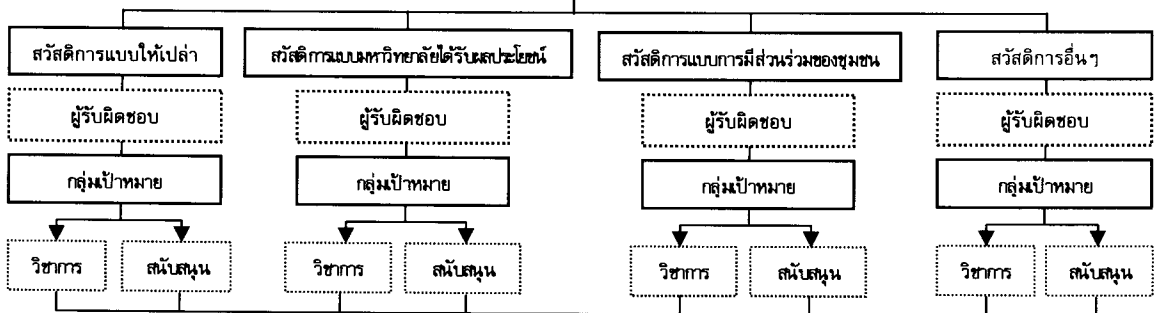 สวัสดิการแบบให้เปล่า
สวัสดิการแบบมหาวิทยาลัยได้รับผลประโยชน์
สวัสดิการแบบการมีส่วนร่วมของชุมชน
สวัสดิการอื่นๆ
ผู้รับผิดชอบ
ผู้รับผิดชอบ
ผู้รับผิดชอบ
ผู้รับผิดชอบ
กลุ่มเป้าหมาย
กลุ่มเป้าหมาย
กลุ่มเป้าหมาย
กลุ่มเป้าหมาย
วิชาการ
สนับสนุน
วิชาการ
สนับสนุน
วิชาการ
สนับสนุน
วิชาการ
สนับสนุน